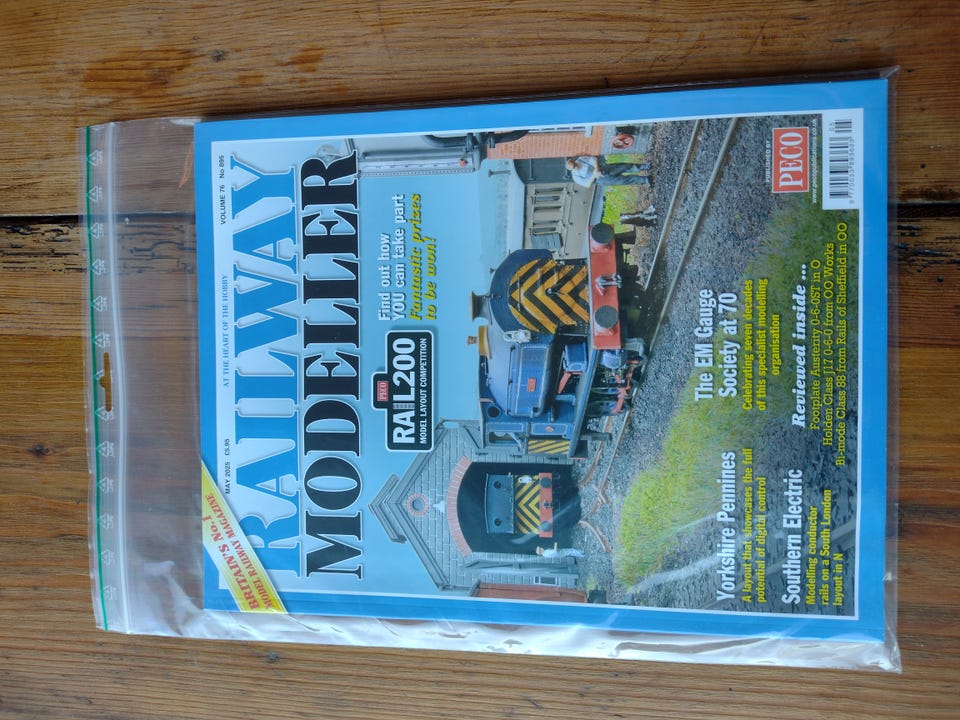 BRITAIN'S No.1
MODEL RAILWAY MAGAZINE
MAY 2025 £5.95
AT THE HEART OF THE HOBBY
VOLUME 76 No 895
RAILWAY
MODELLER
PECO
RAIL200
MODEL LAYOUT COMPETITION
Find out how
YOU can take part
Fantastic prizes
to be won!
Yorkshire Pennines
A layout that showcases the full
potential of digital control
The EM Gauge
Society at 70
Celebrating seven decades
of this specialist modelling
organisation
Southern Electric
Modelling conductor
rails on a South London
layout in N
Reviewed inside ...
Footplate Austerity 0-6-0ST in O
Holden Class J17 0-6-0 from OO Works
Bi-mode Class 88 from Rails of Sheffield in OO
PUBLISHED BY
PECO
www.pecopublications.co.uk
05